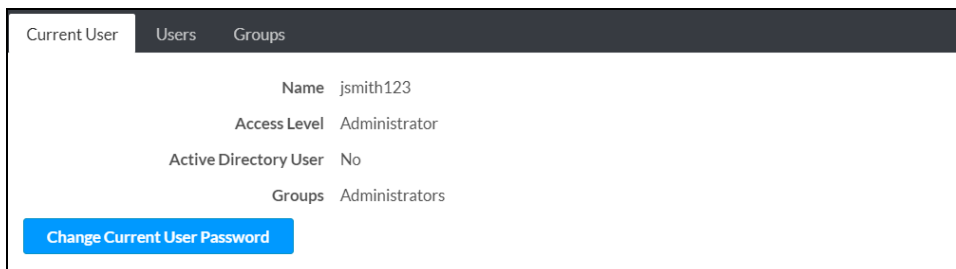 Current User Users Groups
Name jsmith123
Access Level Administrator
Active Directory User No
Groups Administrators
Change Current User Password